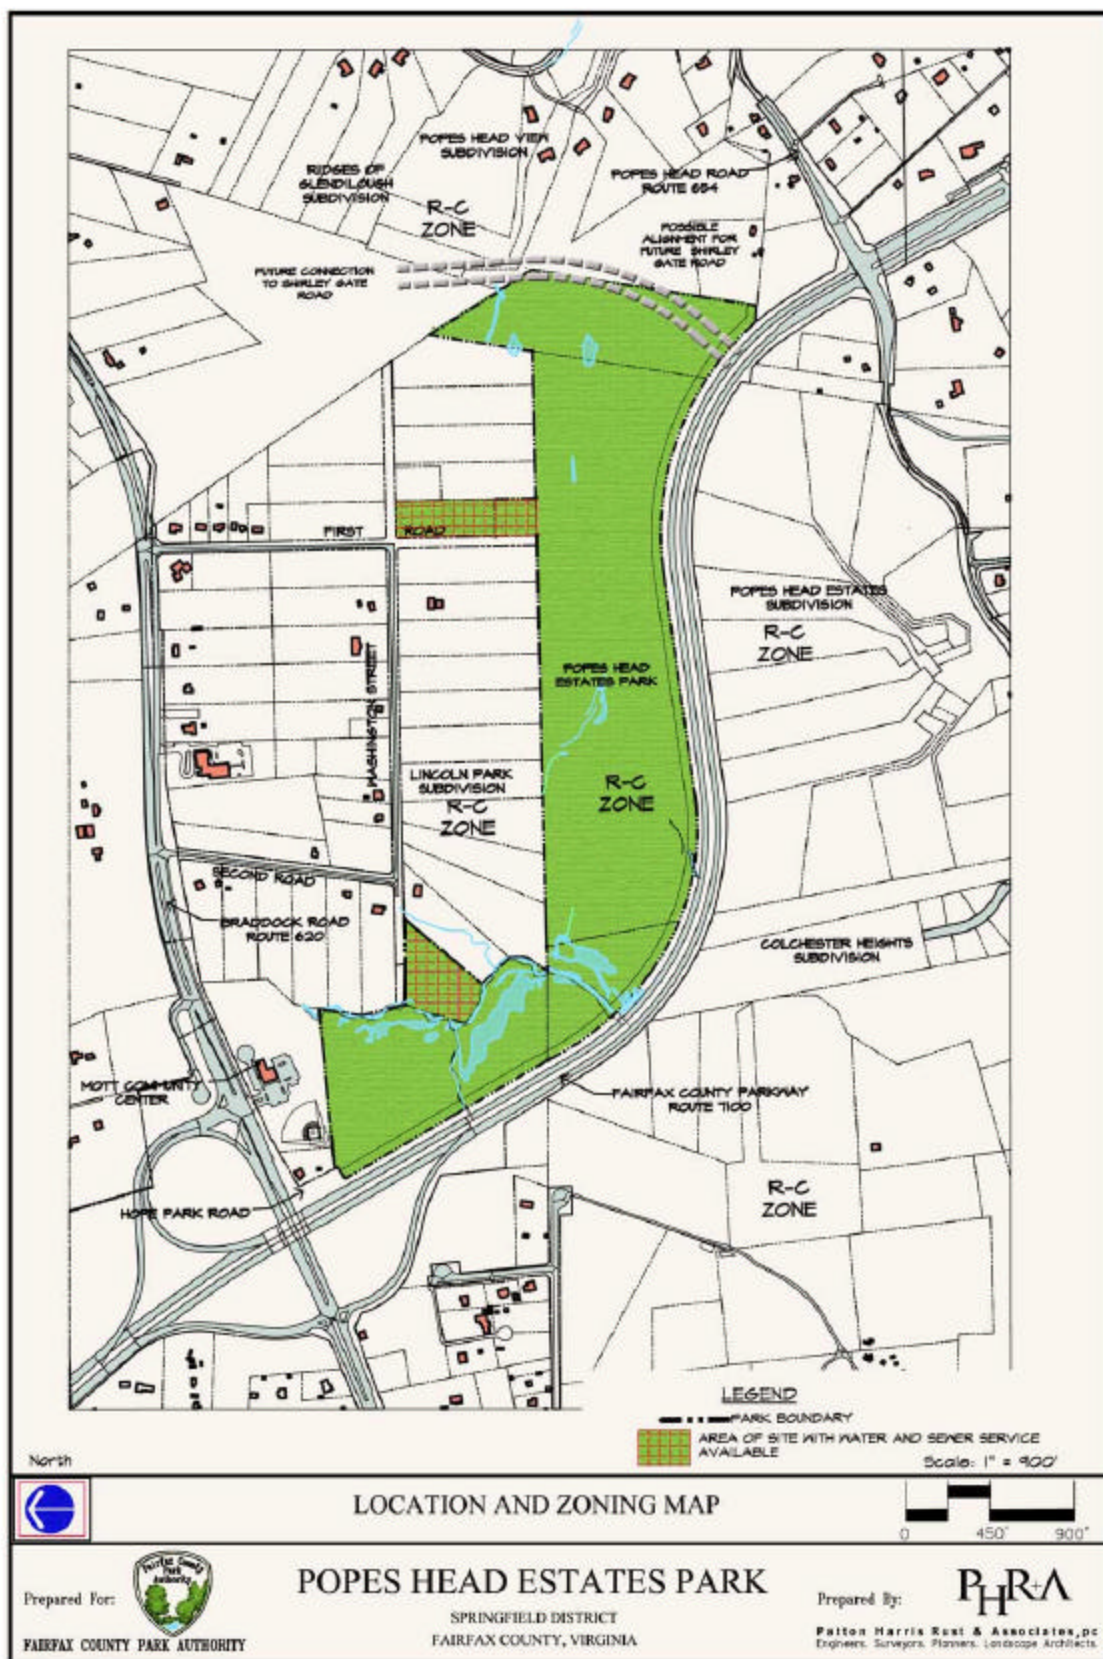 POPES HEAD VIEW
SUBDIVISION
RIDGES OF
GLENDILOUGH
SUBDIVISION
POPES HEAD ROAD
ROUTE 654
R-C
ZONE
POSSIBLE
ALIGNMENT FOR
FUTURE SHIRLEY
GATE ROAD
FUTURE CONNECTION
TO SHIRLEY GATE
ROAD
FIRST ROAD
POPES HEAD ESTATES
SUBDIVISION
R-C
ZONE
POPES HEAD
ESTATES PARK
WASHINGTON STREET
LINCOLN PARK
SUBDIVISION
R-C
ZONE
R-C
ZONE
SECOND ROAD
BRADDOCK ROAD
ROUTE 620
COLCHESTER HEIGHTS
SUBDIVISION
MOTT COMMUNITY
CENTER
FAIRFAX COUNTY PARKWAY
ROUTE 7100
R-C
ZONE
HOPE PARK ROAD
LEGEND
PARK BOUNDARY
AREA OF SITE WITH WATER AND SEWER SERVICE
AVAILABLE
North
Scale: 1" = 900'
LOCATION AND ZONING MAP
0 450' 900'
Prepared For:
Fairfax County
Park
Authority
FAIRFAX COUNTY PARK AUTHORITY
POPES HEAD ESTATES PARK
SPRINGFIELD DISTRICT
FAIRFAX COUNTY, VIRGINIA
Prepared By:
PHR+A
Patton Harris Rust & Associates,pc
Engineers. Surveyors. Planners. Landscape Architects.